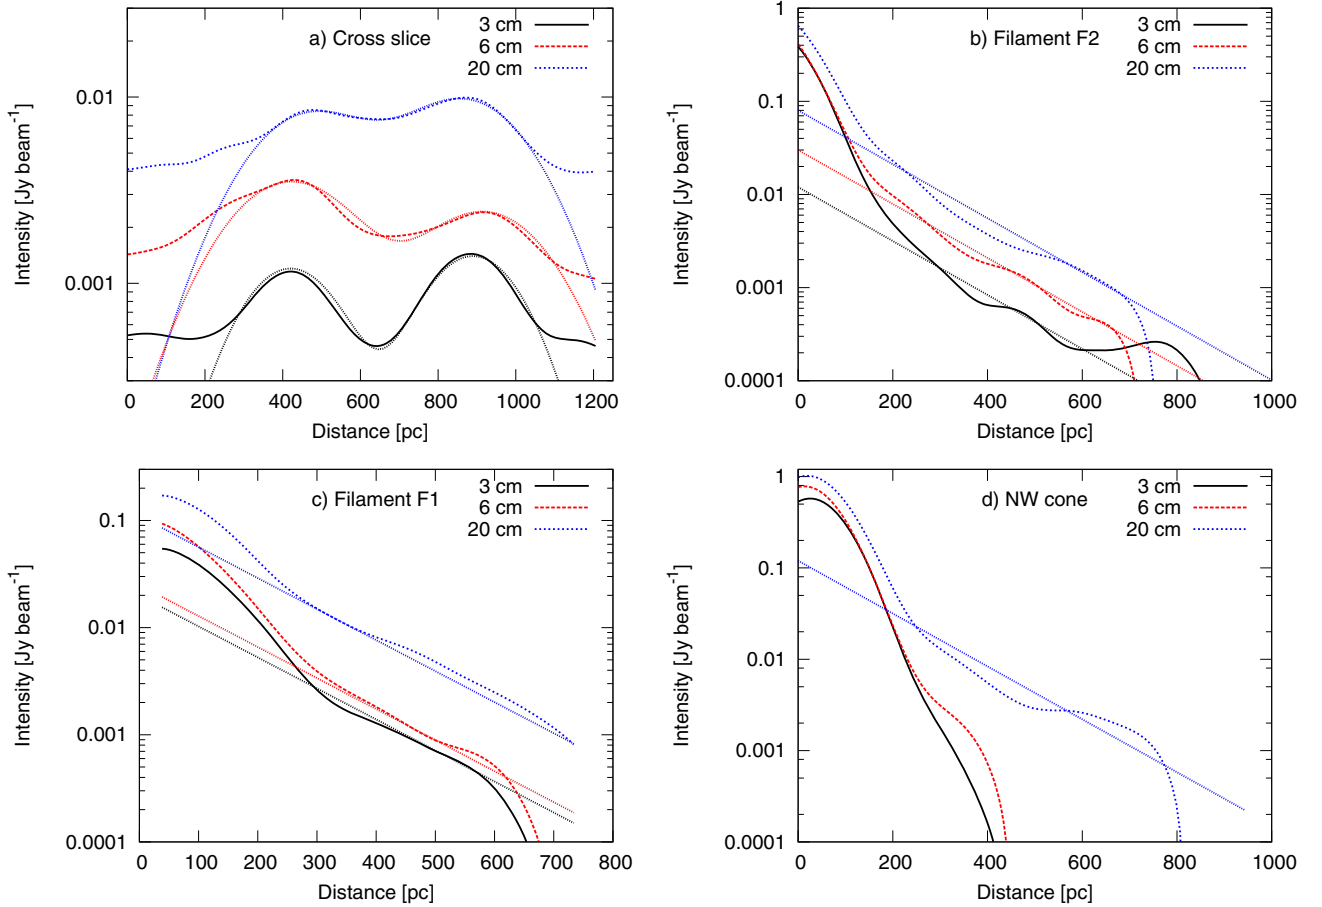 a) Cross slice
3 cm
6 cm
20 cm
0.01
0.001
Intensity [Jy beam-1]
0 200 400 600 800 1000 1200
Distance [pc]
b) Filament F2
3 cm
6 cm
20 cm
1
0.1
0.01
0.001
0.0001
Intensity [Jy beam-1]
0 200 400 600 800 1000
Distance [pc]
c) Filament F1
3 cm
6 cm
20 cm
0.1
0.01
0.001
0.0001
Intensity [Jy beam-1]
0 100 200 300 400 500 600 700 800
Distance [pc]
d) NW cone
3 cm
6 cm
20 cm
1
0.1
0.01
0.001
0.0001
Intensity [Jy beam-1]
0 200 400 600 800 1000
Distance [pc]